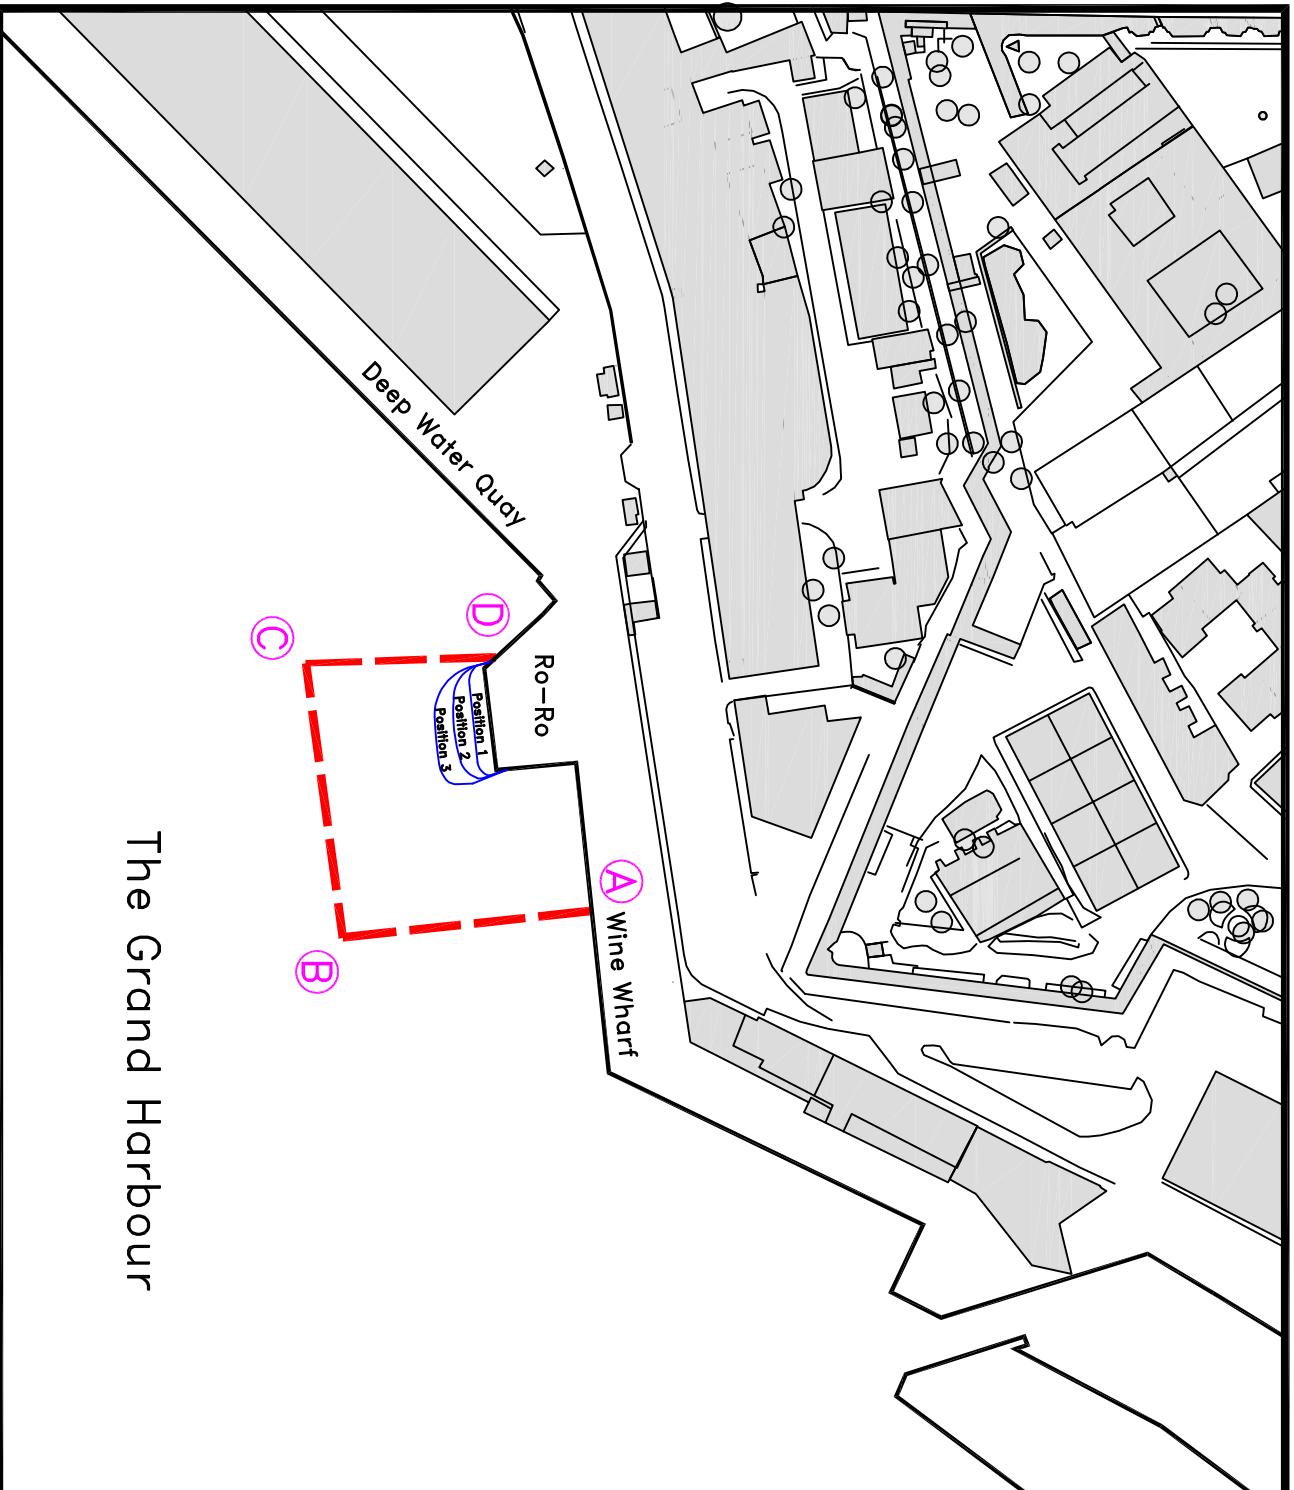 Deep Water Quay
D
C
Ro-Ro
Position 1
Position 2
Position 3
A
Wine Wharf
B
The Grand Harbour